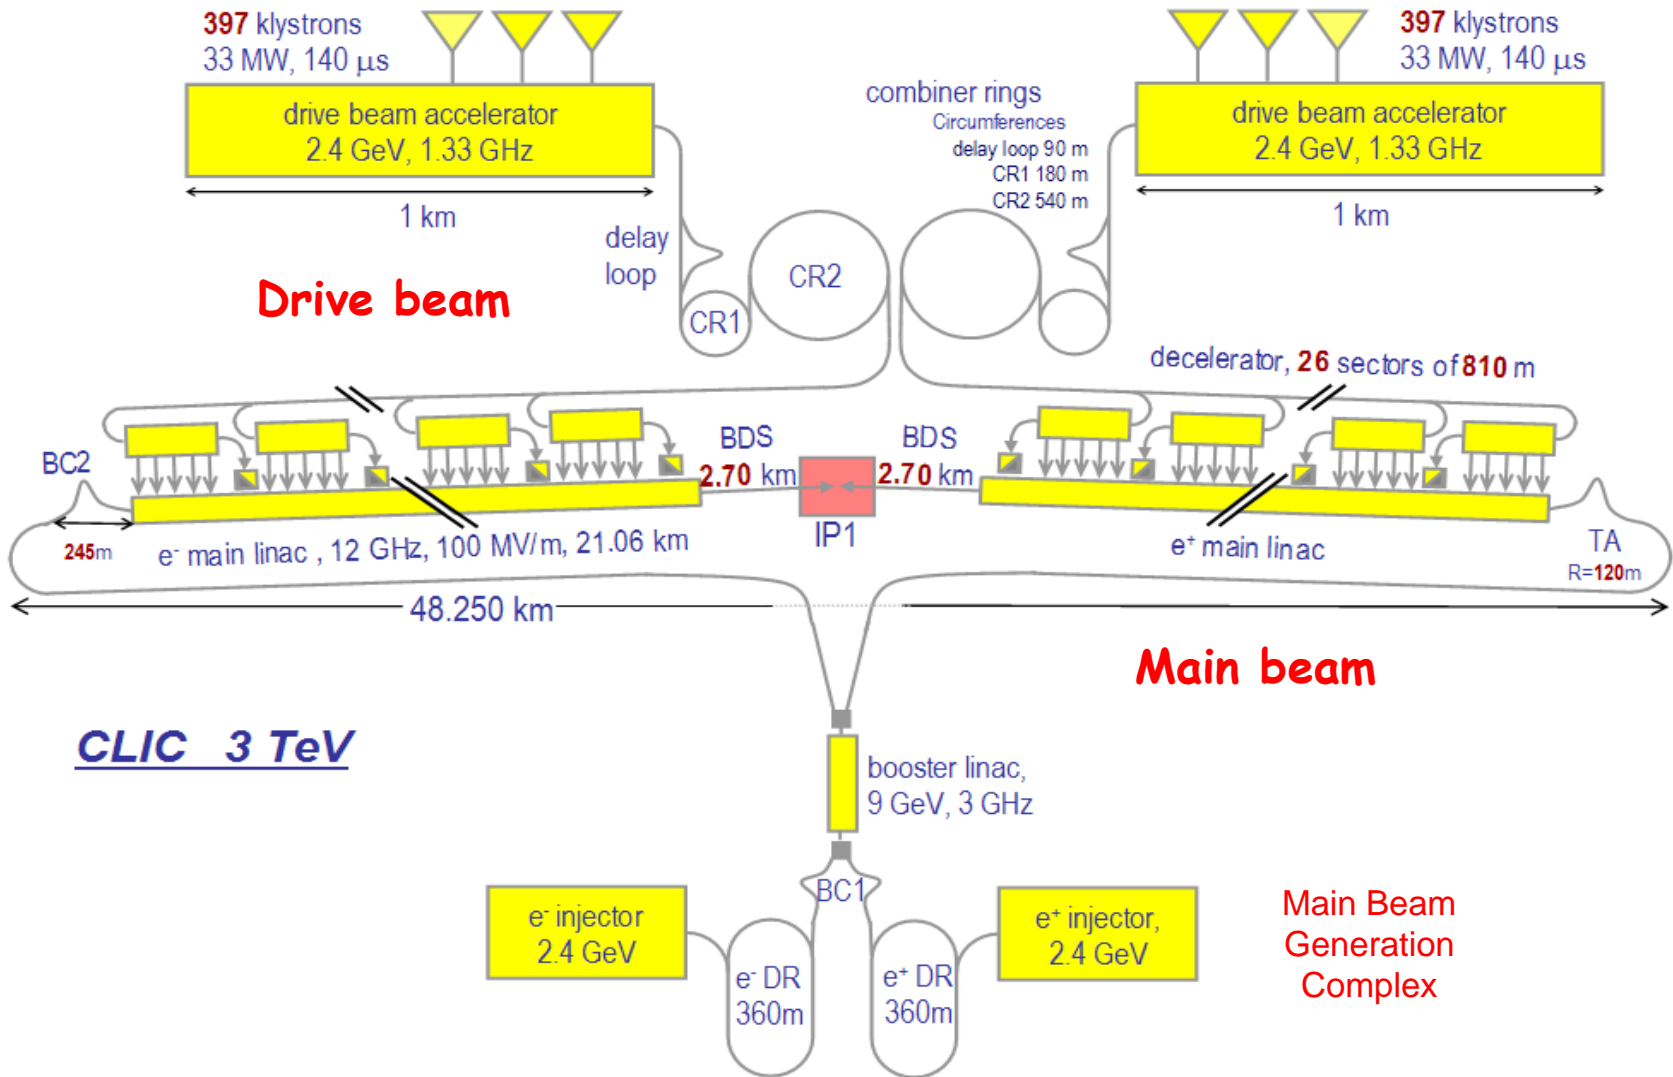 397 klystrons
33 MW, 140 μs
397 klystrons
33 MW, 140 μs
drive beam accelerator
2.4 GeV, 1.33 GHz
combiner rings
Circumferences
delay loop 90 m
CR1 180 m
CR2 540 m
drive beam accelerator
2.4 GeV, 1.33 GHz
1 km
1 km
delay
loop
CR2
CR1
Drive beam
decelerator, 26 sectors of 810 m
BC2
BDS
2.70 km
BDS
2.70 km
IP1
245m
e⁻ main linac , 12 GHz, 100 MV/m, 21.06 km
e⁺ main linac
TA
R=120m
48.250 km
Main beam
CLIC 3 TeV
booster linac,
9 GeV, 3 GHz
BC1
e⁻ injector
2.4 GeV
e⁺ injector,
2.4 GeV
e⁻ DR
360m
e⁺ DR
360m
Main Beam
Generation
Complex